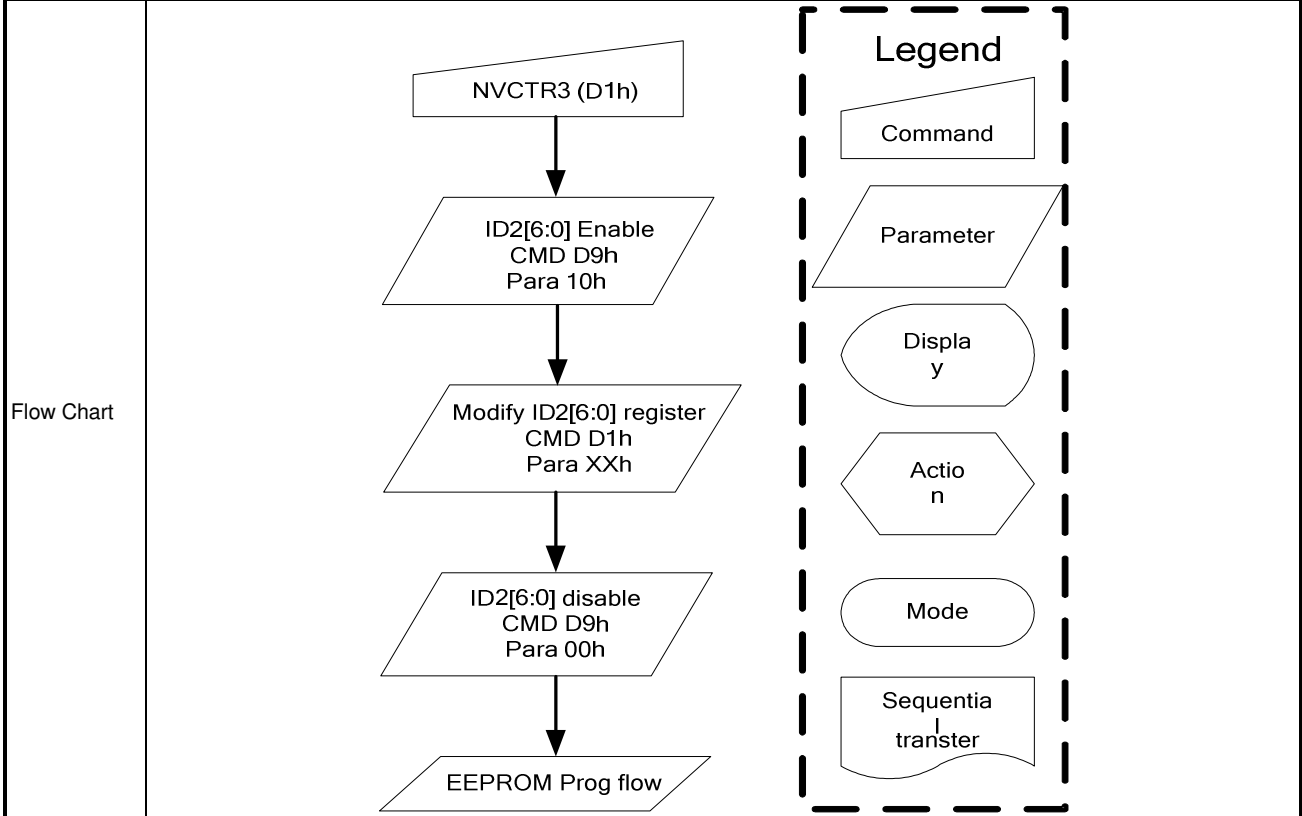 Flow Chart
NVCTR3 (D1h)
ID2[6:0] Enable
CMD D9h
Para 10h
Modify ID2[6:0] register
CMD D1h
Para XXh
ID2[6:0] disable
CMD D9h
Para 00h
EEPROM Prog flow
Legend
Command
Parameter
Displa
y
Actio
n
Mode
Sequentia
l
transter